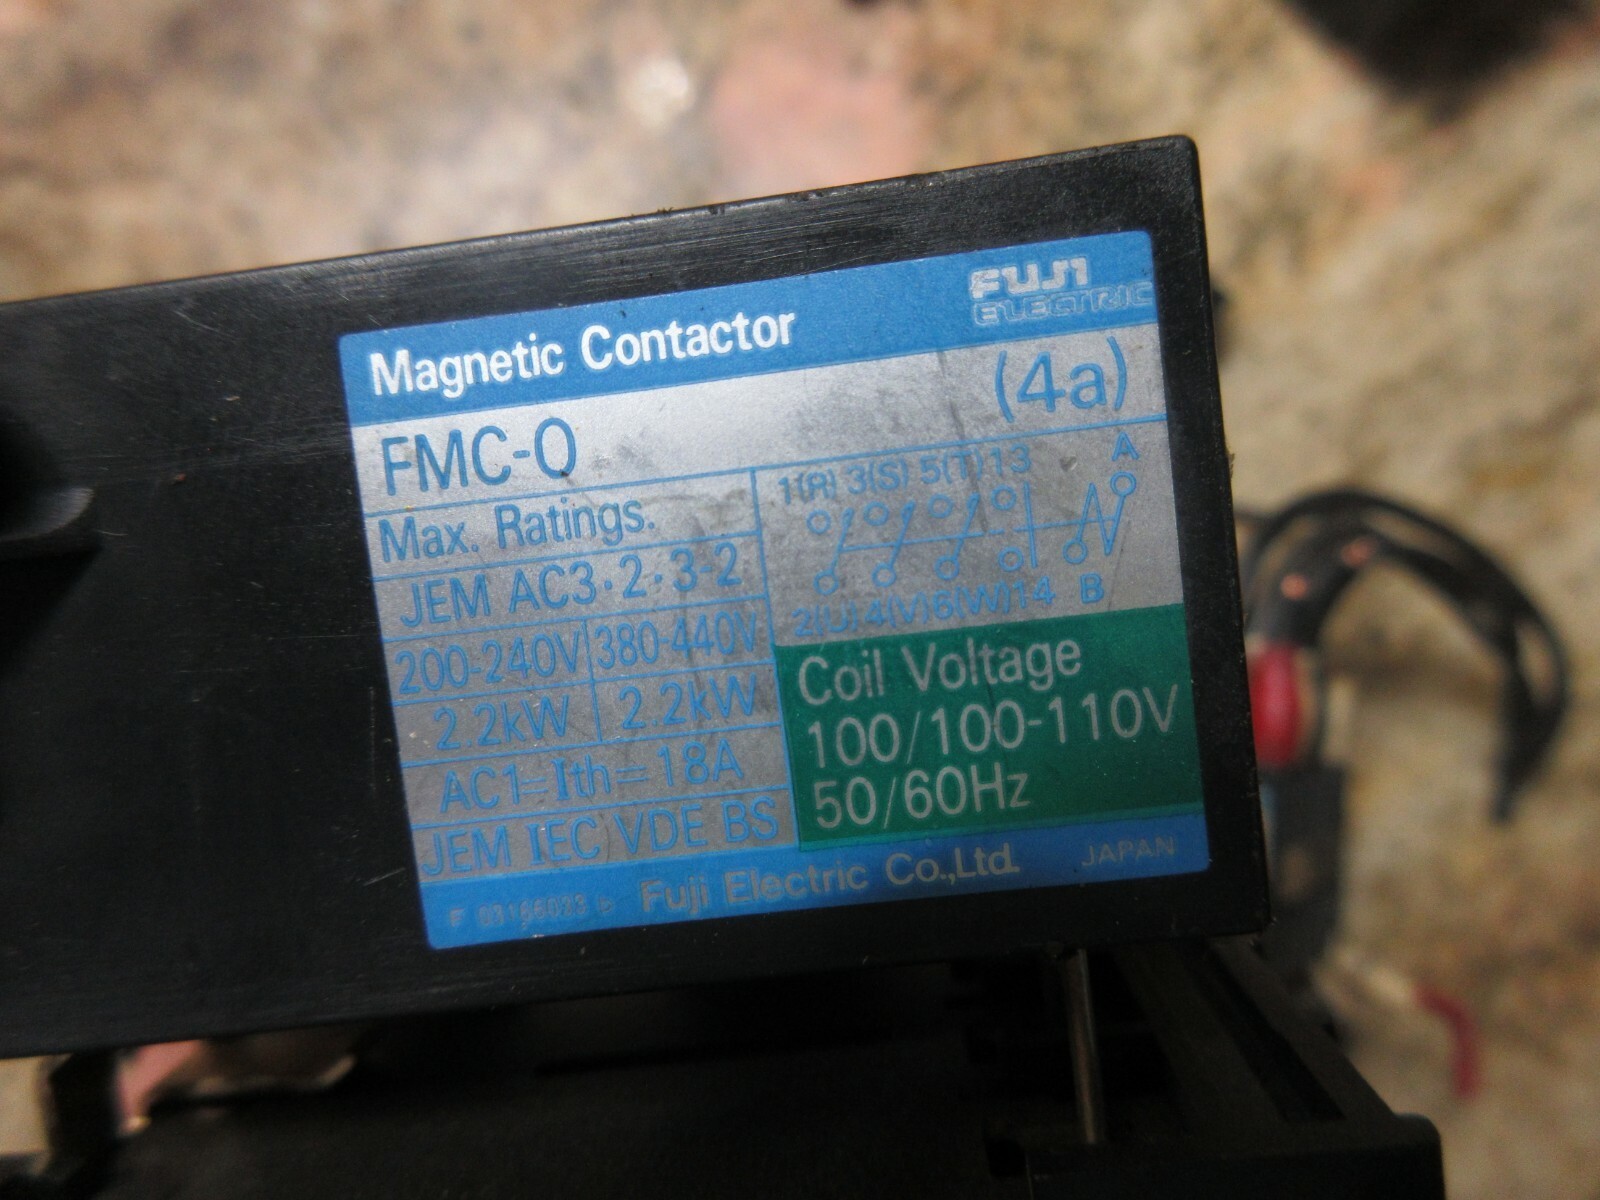 Magnetic Contactor
FUJI
ELECTRIC
FMC-0
(4a)
Max. Ratings.
JEM AC3·2·3-2
200-240V 380-440V
2.2kW 2.2kW
AC1=Ith=18A
JEM IEC VDE BS
1(R) 3(S) 5(T) 13 A
2(U) 4(V) 6(W) 14 B
Coil Voltage
100/100-110V
50/60Hz
Fuji Electric Co.,Ltd.
JAPAN